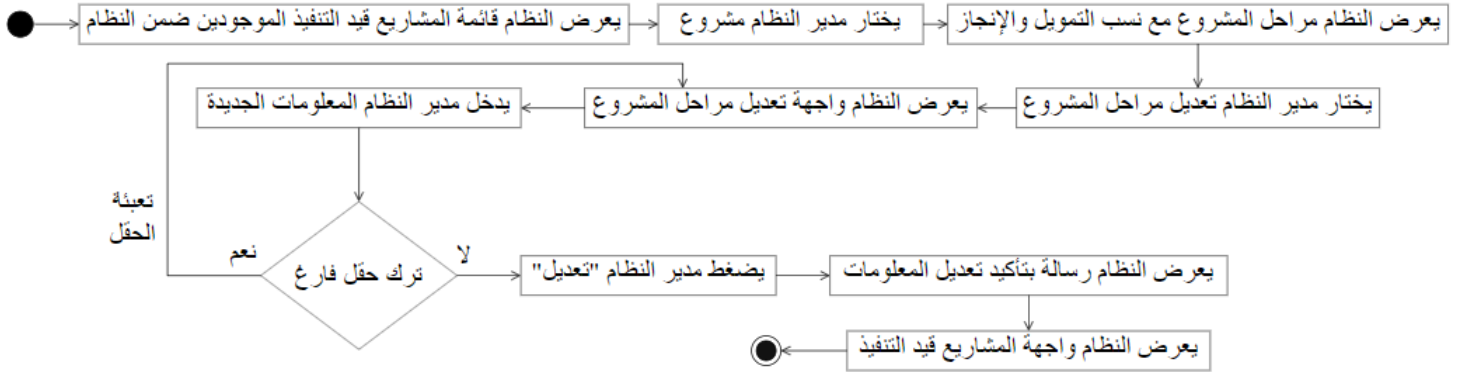 يعرض النظام قائمة المشاريع قيد التنفيذ الموجودين ضمن النظام
يختار مدير النظام مشروع
يعرض النظام مراحل المشروع مع نسب التمويل والإنجاز
يختار مدير النظام تعديل مراحل المشروع
يعرض النظام واجهة تعديل مراحل المشروع
يدخل مدير النظام المعلومات الجديدة
ترك حقل فارغ
نعم
تعبئة
الحقل
لا
يضغط مدير النظام "تعديل"
يعرض النظام رسالة بتأكيد تعديل المعلومات
يعرض النظام واجهة المشاريع قيد التنفيذ